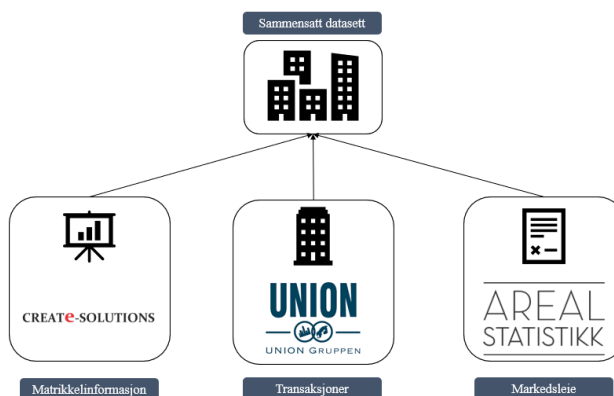 Sammensatt datasett
CREATe-SOLUTIONS
UNION
UNION GRUPPEN
AREAL
STATISTIKK
Matrikkelinformasjon
Transaksjoner
Markedsleie